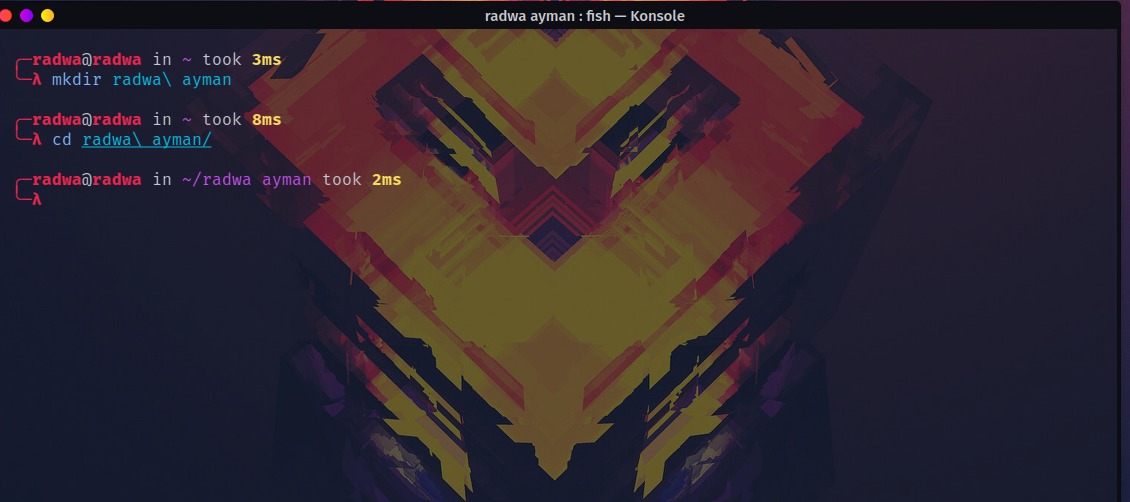 radwa ayman : fish — Konsole
╭─radwa@radwa in ~ took 3ms
╰─λ mkdir radwa\ ayman
╭─radwa@radwa in ~ took 8ms
╰─λ cd radwa\ ayman/
╭─radwa@radwa in ~/radwa ayman took 2ms
╰─λ